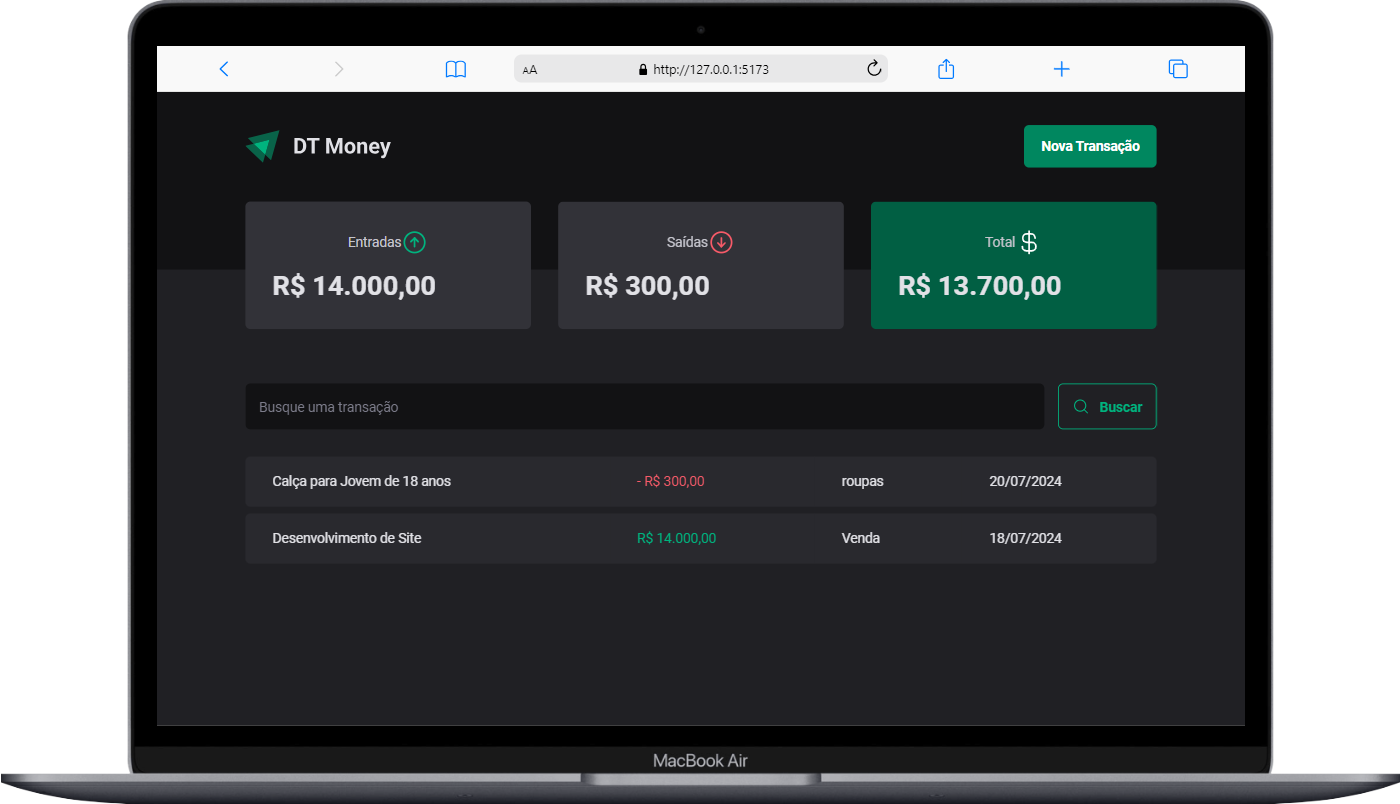 AA http://127.0.0.1:5173
DT Money
Nova Transação
Entradas
R$ 14.000,00
Saídas
R$ 300,00
Total $
R$ 13.700,00
Busque uma transação
Buscar
Calça para Jovem de 18 anos - R$ 300,00 roupas 20/07/2024
Desenvolvimento de Site R$ 14.000,00 Venda 18/07/2024
MacBook Air